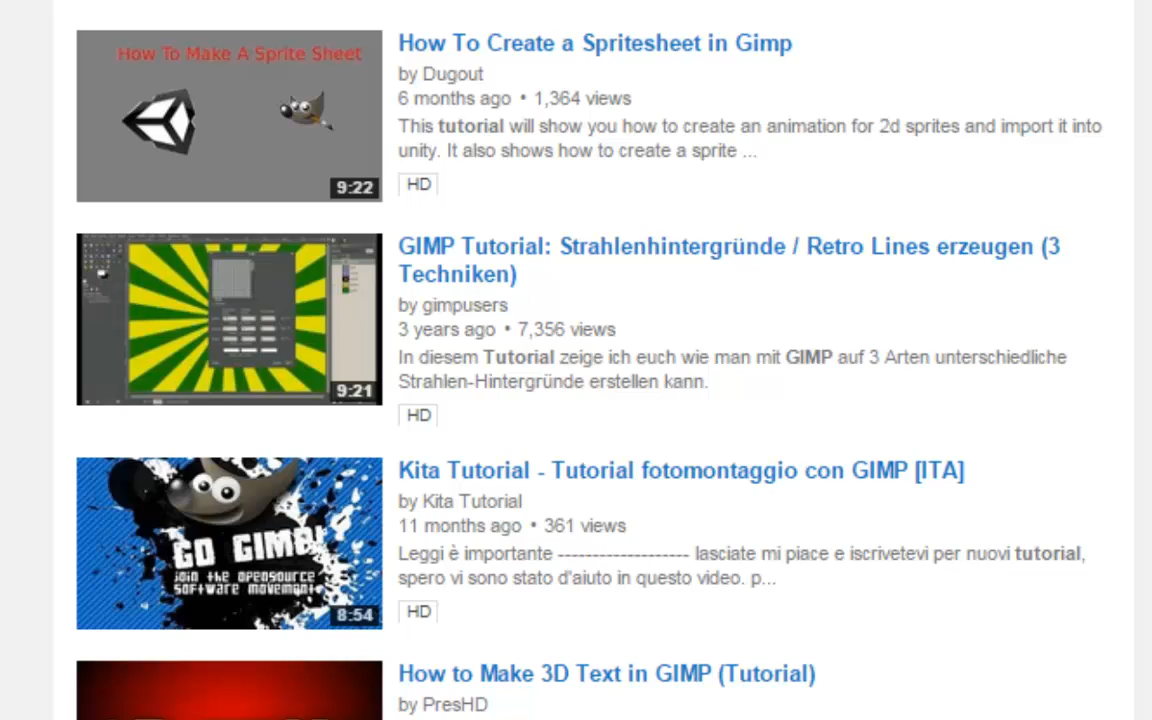 How To Make A Sprite Sheet
9:22
How To Create a Spritesheet in Gimp
by Dugout
6 months ago • 1,364 views
This tutorial will show you how to create an animation for 2d sprites and import it into
unity. It also shows how to create a sprite ...
HD
9:21
GIMP Tutorial: Strahlenhintergründe / Retro Lines erzeugen (3
Techniken)
by gimpusers
3 years ago • 7,356 views
In diesem Tutorial zeige ich euch wie man mit GIMP auf 3 Arten unterschiedliche
Strahlen-Hintergründe erstellen kann.
HD
GO GIMP!
join the opensource
software movement
8:54
Kita Tutorial - Tutorial fotomontaggio con GIMP [ITA]
by Kita Tutorial
11 months ago • 361 views
Leggi è importante ------------------- lasciate mi piace e iscrivetevi per nuovi tutorial,
spero vi sono stato d'aiuto in questo video. p...
HD
How to Make 3D Text in GIMP (Tutorial)
by PresHD